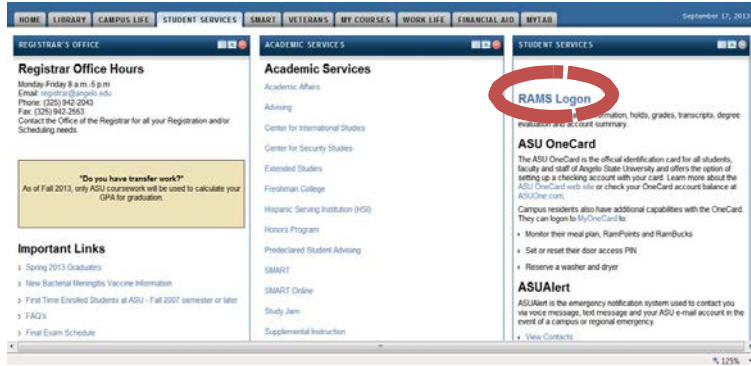 HOME LIBRARY CAMPUS LIFE STUDENT SERVICES SMART VETERANS MY COURSES WORK LIFE FINANCIAL AID MYTAB
September 17, 2013
REGISTRAR'S OFFICE
Registrar Office Hours
Monday-Friday 8 a.m.-5 p.m
Email: registrar@angelo.edu
Phone: (325) 942-2043
Fax: (325) 942-2553
Contact the Office of the Registrar for all your Registration and/or
Scheduling needs.
"Do you have transfer work?"
As of Fall 2013, only ASU coursework will be used to calculate your
GPA for graduation.
Important Links
Spring 2013 Graduates
New Bacterial Meningitis Vaccine Information
First Time Enrolled Students at ASU - Fall 2007 semester or later
FAQ's
Final Exam Schedule
ACADEMIC SERVICES
Academic Services
Academic Affairs
Advising
Center for International Studies
Center for Security Studies
Extended Studies
Freshman College
Hispanic Serving Institution (HSI)
Honors Program
Predeclared Student Advising
SMART
SMART Online
Study Jam
Supplemental Instruction
STUDENT SERVICES
RAMS Logon
information, holds, grades, transcripts, degree
evaluation and account summary.
ASU OneCard
The ASU OneCard is the official identification card for all students,
faculty and staff of Angelo State University and offers the option of
setting up a checking account with your card. Learn more about the
ASU OneCard web site or check your OneCard account balance at
ASUOne.com.
Campus residents also have additional capabilities with the OneCard.
They can logon to MyOneCard to:
Monitor their meal plan, RamPoints and RamBucks
Set or reset their door access PIN
Reserve a washer and dryer
ASUAlert
ASUAlert is the emergency notification system used to contact you
via voice message, text message and your ASU e-mail account in the
event of a campus or regional emergency.
View Contacts
125%